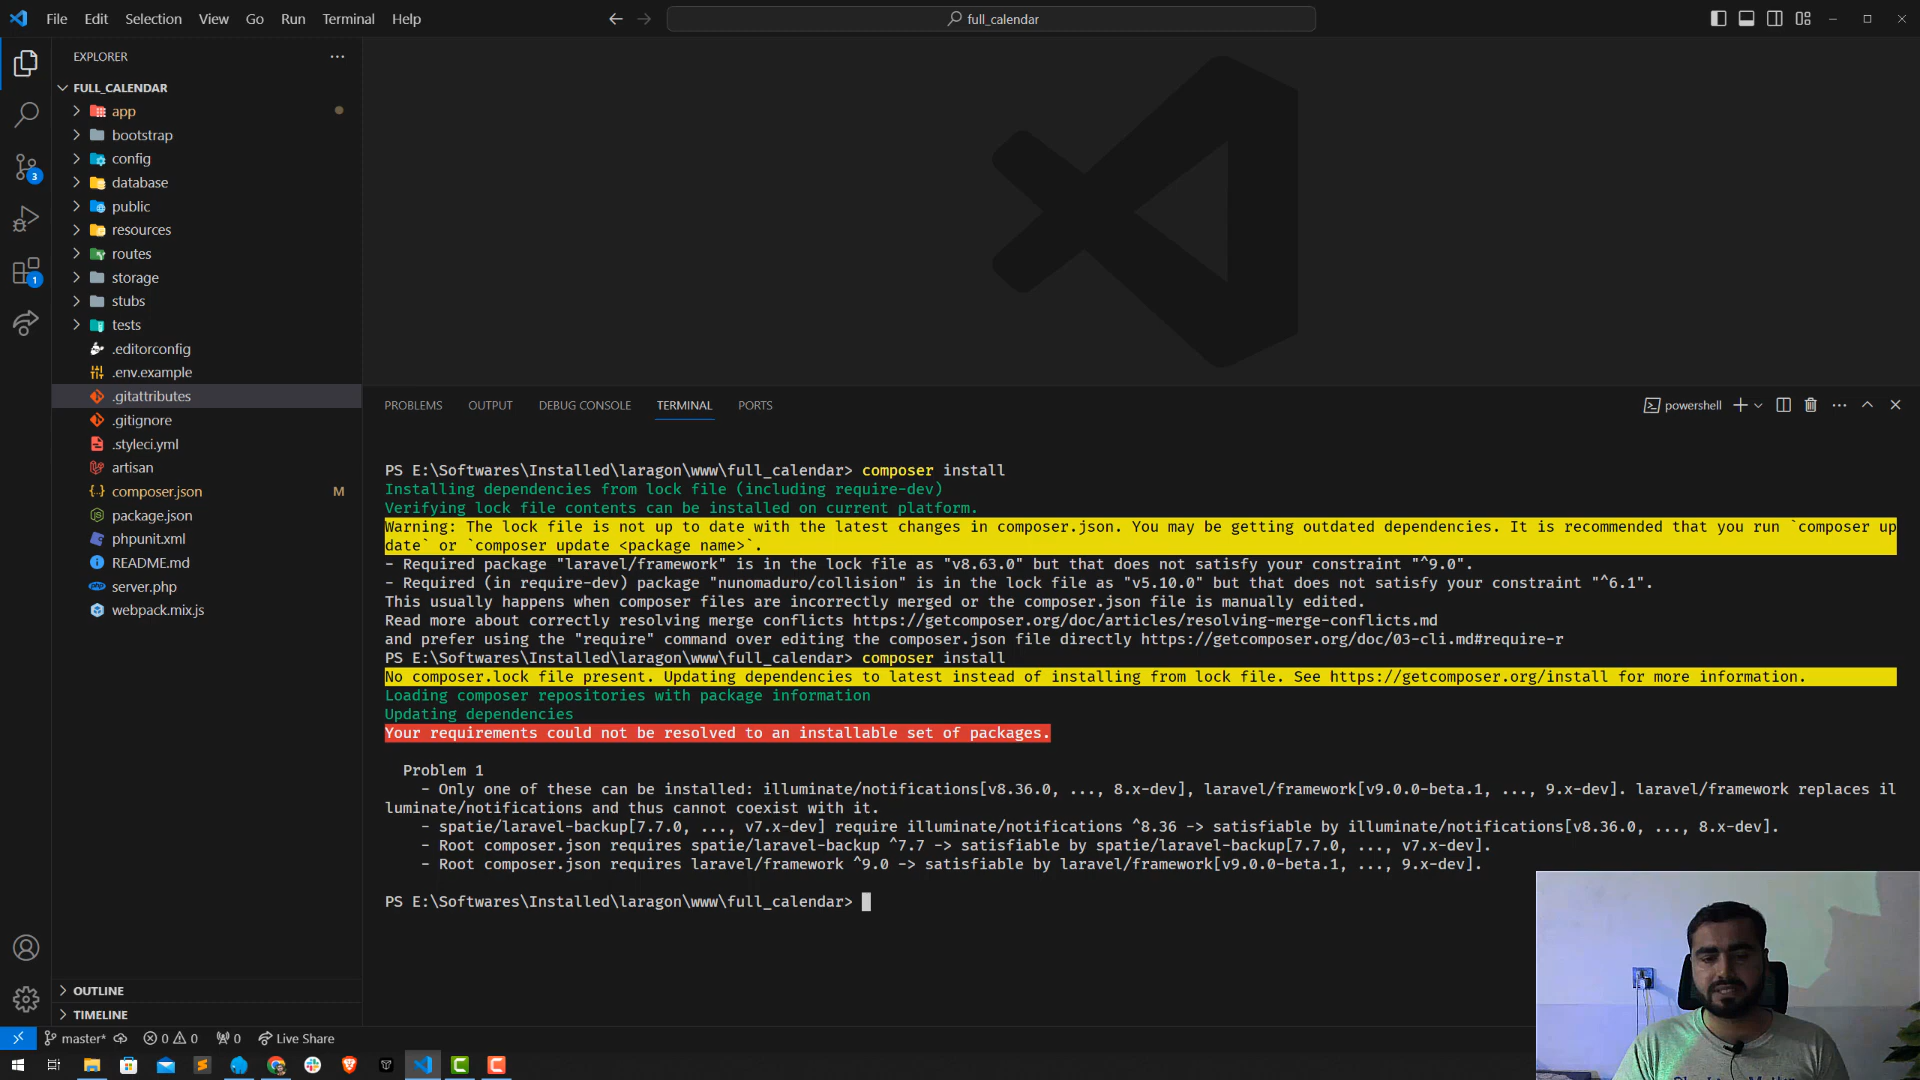 File Edit Selection View Go Run Terminal Help
full_calendar
EXPLORER
FULL_CALENDAR
app
bootstrap
config
database
public
resources
routes
storage
stubs
tests
.editorconfig
.env.example
.gitattributes
.gitignore
.styleci.yml
artisan
composer.json M
package.json
phpunit.xml
README.md
server.php
webpack.mix.js
3
1
OUTLINE
TIMELINE
PROBLEMS OUTPUT DEBUG CONSOLE TERMINAL PORTS
powershell
PS E:\Softwares\Installed\laragon\www\full_calendar> composer install
Installing dependencies from lock file (including require-dev)
Verifying lock file contents can be installed on current platform.
Warning: The lock file is not up to date with the latest changes in composer.json. You may be getting outdated dependencies. It is recommended that you run `composer up
date` or `composer update <package name>`.
- Required package "laravel/framework" is in the lock file as "v8.63.0" but that does not satisfy your constraint "^9.0".
- Required (in require-dev) package "nunomaduro/collision" is in the lock file as "v5.10.0" but that does not satisfy your constraint "^6.1".
This usually happens when composer files are incorrectly merged or the composer.json file is manually edited.
Read more about correctly resolving merge conflicts https://getcomposer.org/doc/articles/resolving-merge-conflicts.md
and prefer using the "require" command over editing the composer.json file directly https://getcomposer.org/doc/03-cli.md#require-r
PS E:\Softwares\Installed\laragon\www\full_calendar> composer install
No composer.lock file present. Updating dependencies to latest instead of installing from lock file. See https://getcomposer.org/install for more information.
Loading composer repositories with package information
Updating dependencies
Your requirements could not be resolved to an installable set of packages.
Problem 1
- Only one of these can be installed: illuminate/notifications[v8.36.0, ..., 8.x-dev], laravel/framework[v9.0.0-beta.1, ..., 9.x-dev]. laravel/framework replaces il
luminate/notifications and thus cannot coexist with it.
- spatie/laravel-backup[7.7.0, ..., v7.x-dev] require illuminate/notifications ^8.36 -> satisfiable by illuminate/notifications[v8.36.0, ..., 8.x-dev].
- Root composer.json requires spatie/laravel-backup ^7.7 -> satisfiable by spatie/laravel-backup[7.7.0, ..., v7.x-dev].
- Root composer.json requires laravel/framework ^9.0 -> satisfiable by laravel/framework[v9.0.0-beta.1, ..., 9.x-dev].
PS E:\Softwares\Installed\laragon\www\full_calendar>
master* 0 0 0 Live Share